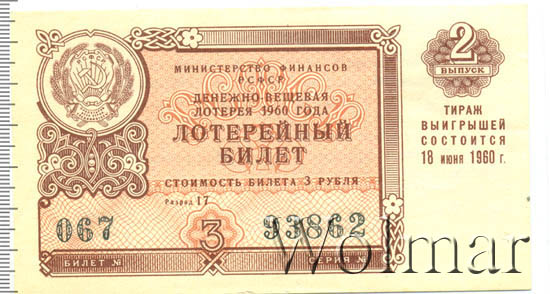 МИНИСТЕРСТВО ФИНАНСОВ
РСФСР
ДЕНЕЖНО-ВЕЩЕВАЯ
ЛОТЕРЕЯ 1960 ГОДА
ЛОТЕРЕЙНЫЙ
БИЛЕТ
СТОИМОСТЬ БИЛЕТА 3 РУБЛЯ
Разряд 17
067 3 93862
БИЛЕТ № СЕРИЯ №
2
ВЫПУСК
ТИРАЖ
ВЫИГРЫШЕЙ
СОСТОИТСЯ
18 ИЮНЯ 1960 г.
Wolmar